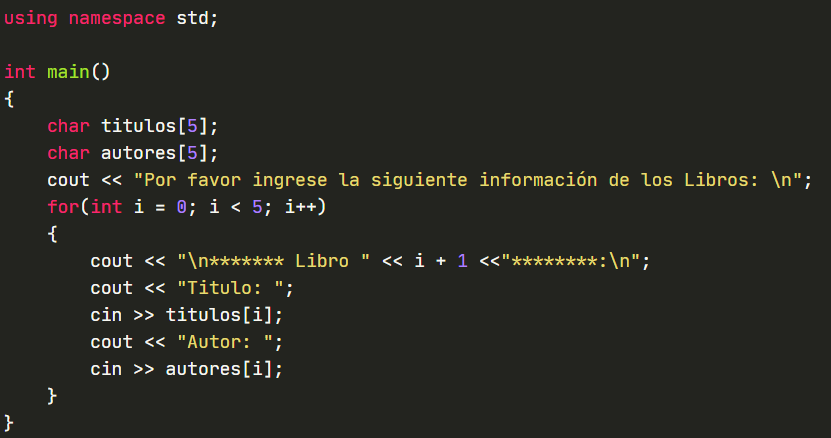 using namespace std;
int main()
{
char titulos[5];
char autores[5];
cout << "Por favor ingrese la siguiente información de los Libros: \n";
for(int i = 0; i < 5; i++)
{
cout << "\n******* Libro " << i + 1 <<"********:\n";
cout << "Titulo: ";
cin >> titulos[i];
cout << "Autor: ";
cin >> autores[i];
}
}